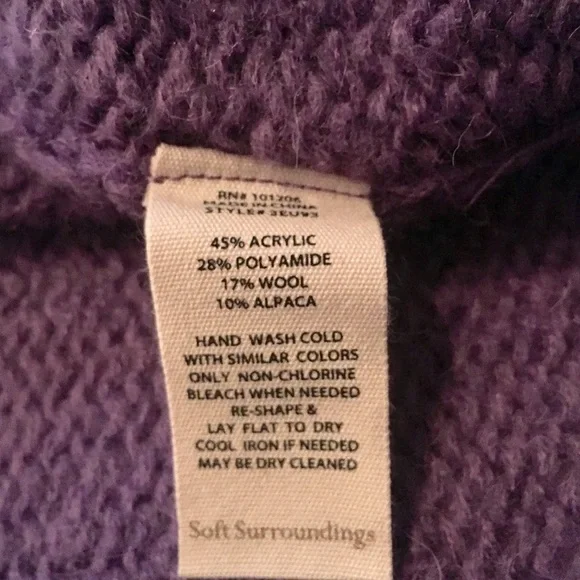 RN# 101206
MADE IN CHINA
STYLE# 2EU93
45% ACRYLIC
28% POLYAMIDE
17% WOOL
10% ALPACA
HAND WASH COLD
WITH SIMILAR COLORS
ONLY NON-CHLORINE
BLEACH WHEN NEEDED
RE-SHAPE &
LAY FLAT TO DRY
COOL IRON IF NEEDED
MAY BE DRY CLEANED
Soft Surroundings